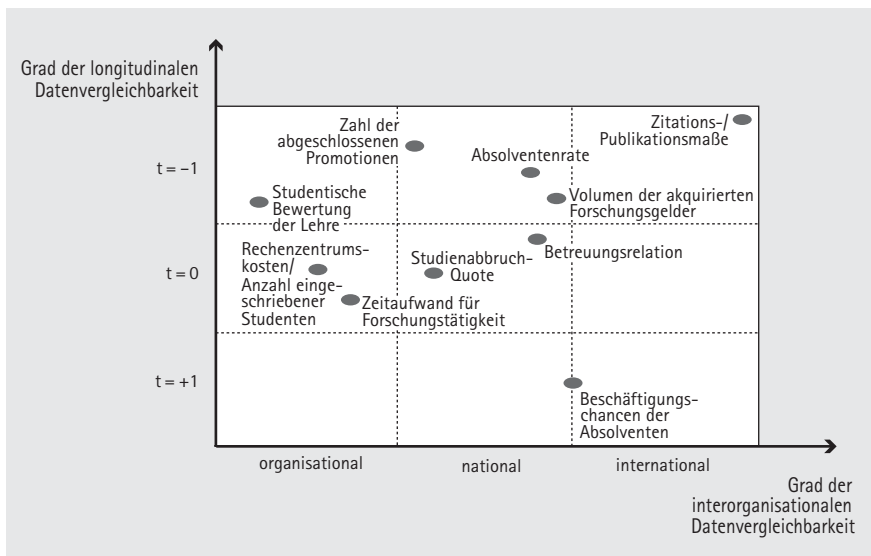 Grad der longitudinalen
Datenvergleichbarkeit
Zahl der
abgeschlossenen
Promotionen
Zitations-/
Publikationsmaße
Absolventenrate
t = –1
Studentische
Bewertung
der Lehre
Volumen der akquirierten
Forschungsgelder
Rechenzentrums-
kosten/
Anzahl einge-
schriebener
Studenten
Studienabbruch-
Quote
Betreuungsrelation
t = 0
Zeitaufwand für
Forschungstätigkeit
t = +1
Beschäftigungs-
chancen der
Absolventen
organisational
national
international
Grad der
interorganisationalen
Datenvergleichbarkeit